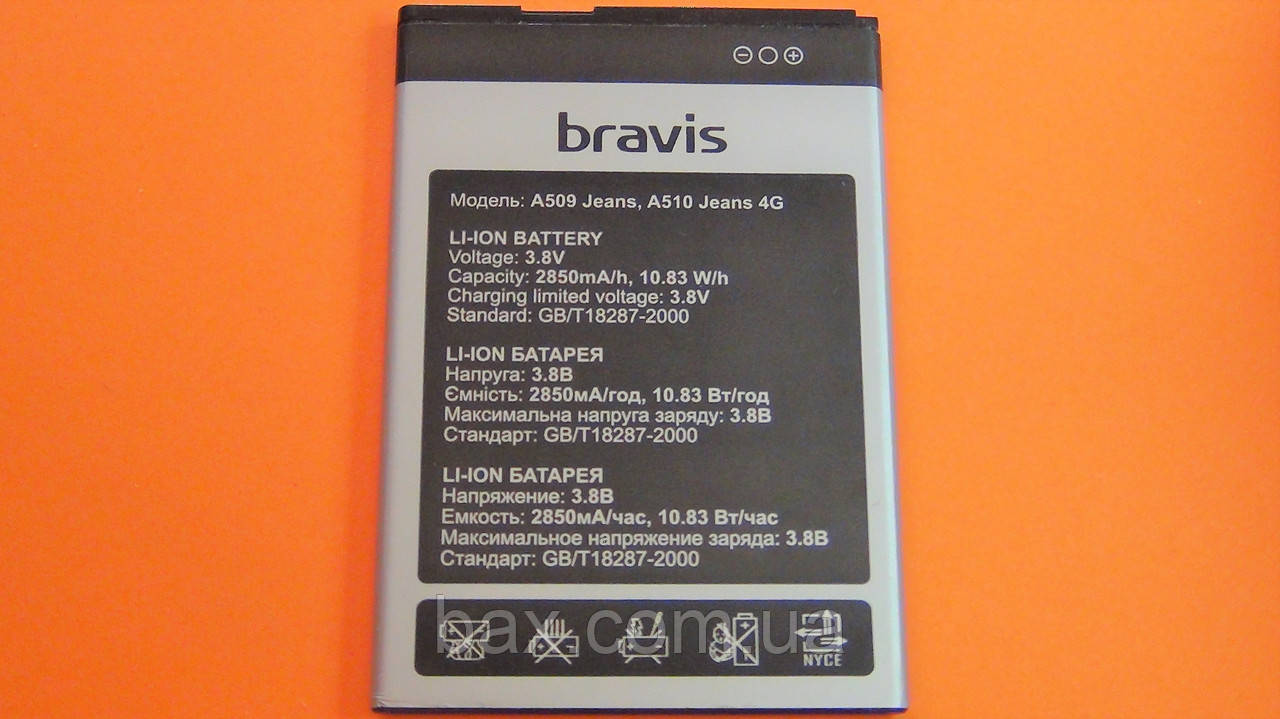 bravis
Модель: A509 Jeans, A510 Jeans 4G
LI-ION BATTERY
Voltage: 3.8V
Capacity: 2850mA/h, 10.83 W/h
Charging limited voltage: 3.8V
Standard: GB/T18287-2000
LI-ION БАТАРЕЯ
Напруга: 3.8В
Ємність: 2850мА/год, 10.83 Вт/год
Максимальна напруга заряду: 3.8В
Стандарт: GB/T18287-2000
LI-ION БАТАРЕЯ
Напряжение: 3.8В
Емкость: 2850мА/час, 10.83 Вт/час
Максимальное напряжение заряда: 3.8В
Стандарт: GB/T18287-2000
bax.com.ua
NYCE